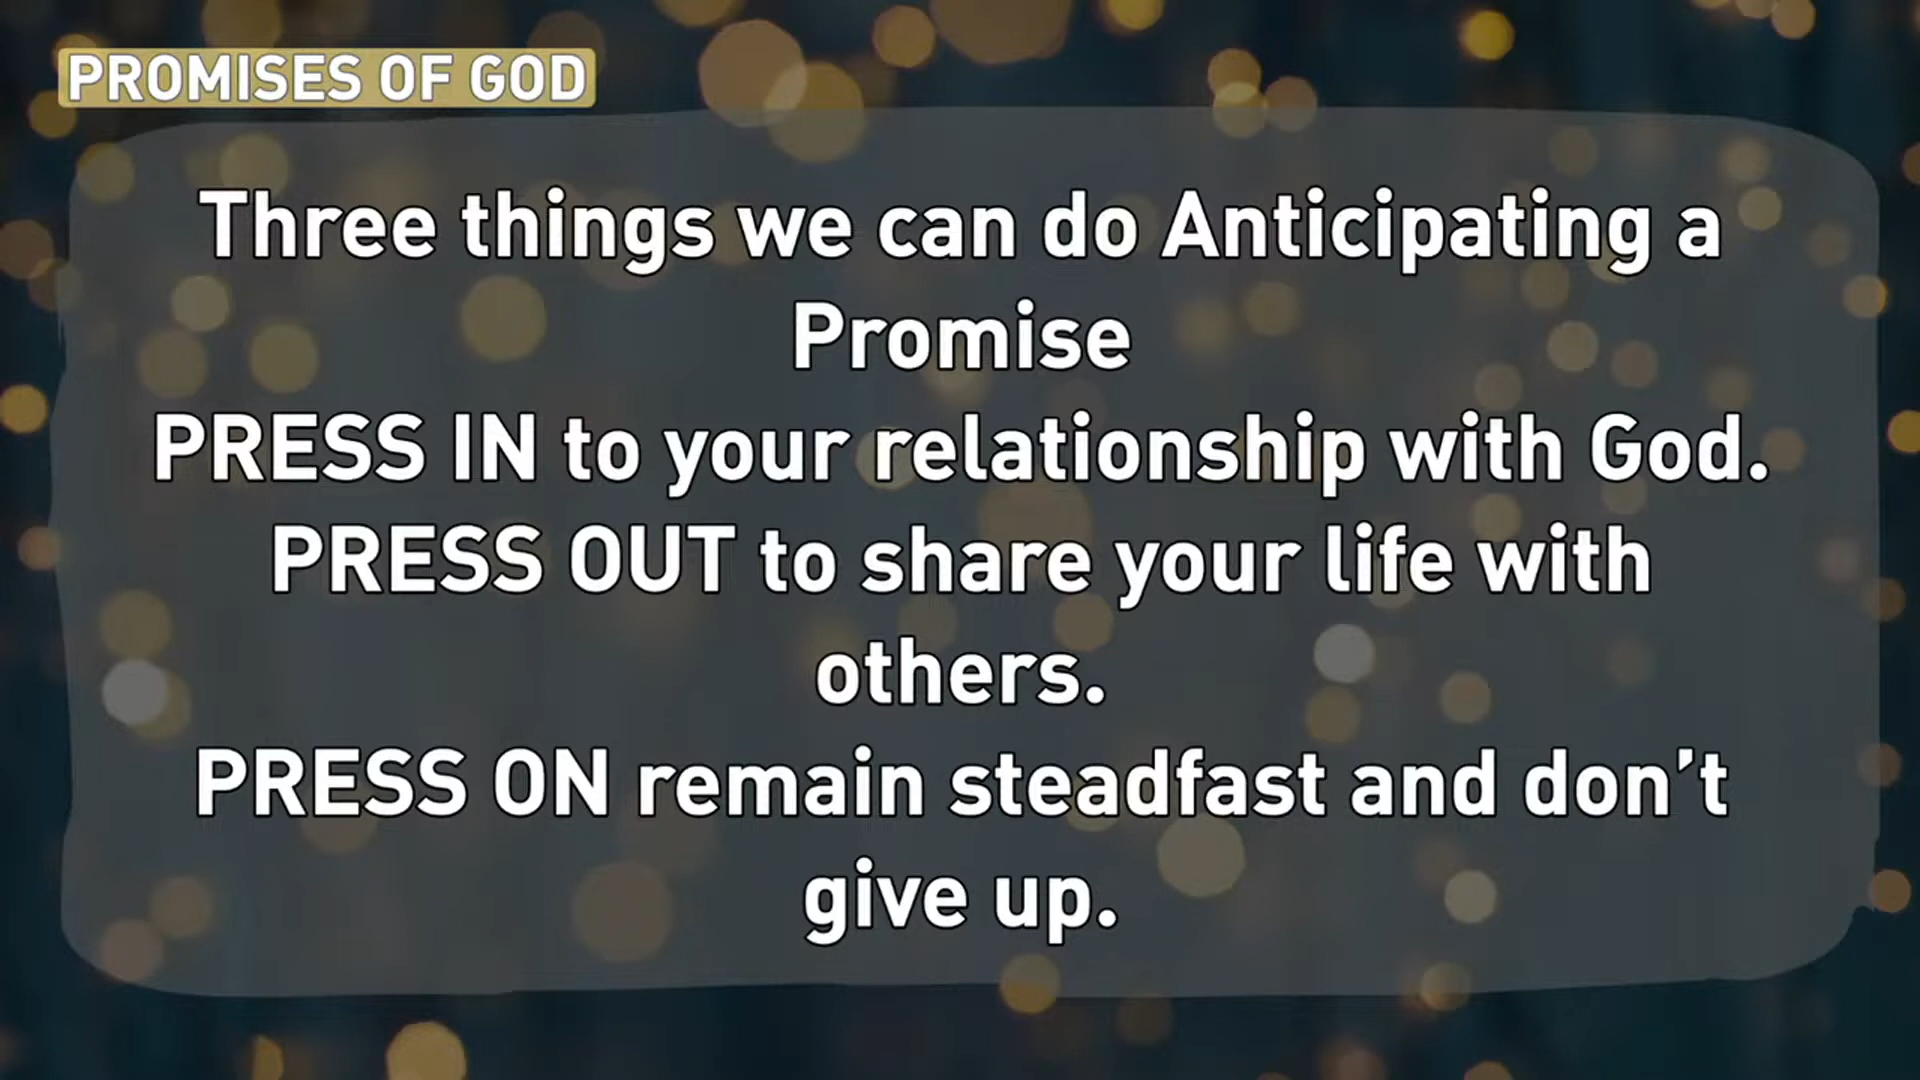 PROMISES OF GOD
Three things we can do Anticipating a
Promise
PRESS IN to your relationship with God.
PRESS OUT to share your life with
others.
PRESS ON remain steadfast and don’t
give up.